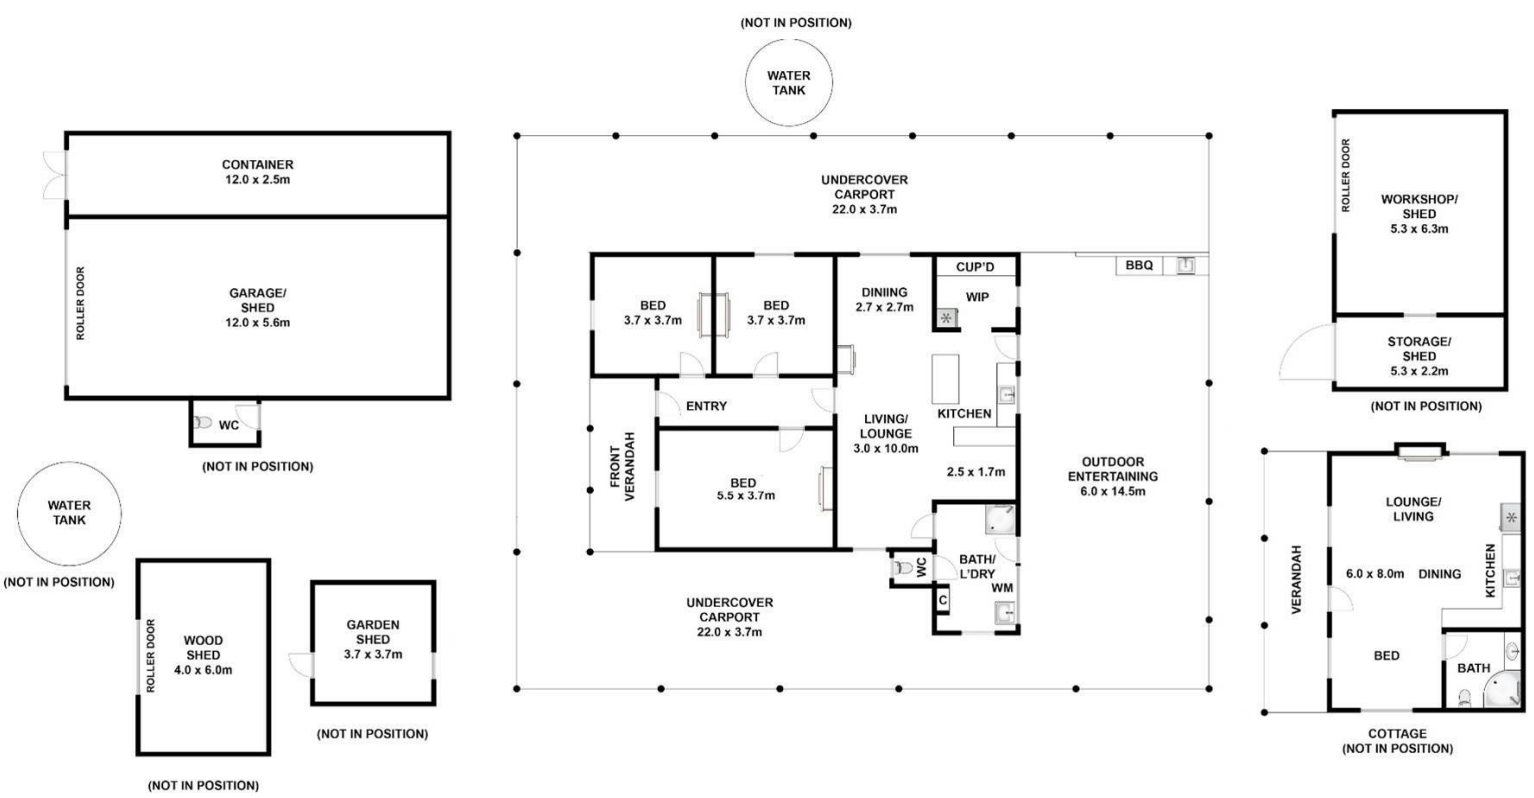 (NOT IN POSITION)
WATER
TANK
CONTAINER
12.0 x 2.5m
ROLLER DOOR
GARAGE/
SHED
12.0 x 5.6m
WC
(NOT IN POSITION)
WATER
TANK
(NOT IN POSITION)
ROLLER DOOR
WOOD
SHED
4.0 x 6.0m
(NOT IN POSITION)
GARDEN
SHED
3.7 x 3.7m
(NOT IN POSITION)
UNDERCOVER
CARPORT
22.0 x 3.7m
BED
3.7 x 3.7m
BED
3.7 x 3.7m
DINIING
2.7 x 2.7m
CUP'D
WIP
BBQ
ENTRY
LIVING/
LOUNGE
3.0 x 10.0m
KITCHEN
2.5 x 1.7m
FRONT
VERANDAH
BED
5.5 x 3.7m
OUTDOOR
ENTERTAINING
6.0 x 14.5m
WC
BATH/
L'DRY
WM
C
UNDERCOVER
CARPORT
22.0 x 3.7m
ROLLER DOOR
WORKSHOP/
SHED
5.3 x 6.3m
STORAGE/
SHED
5.3 x 2.2m
(NOT IN POSITION)
LOUNGE/
LIVING
VERANDAH
6.0 x 8.0m
DINING
KITCHEN
BED
BATH
COTTAGE
(NOT IN POSITION)